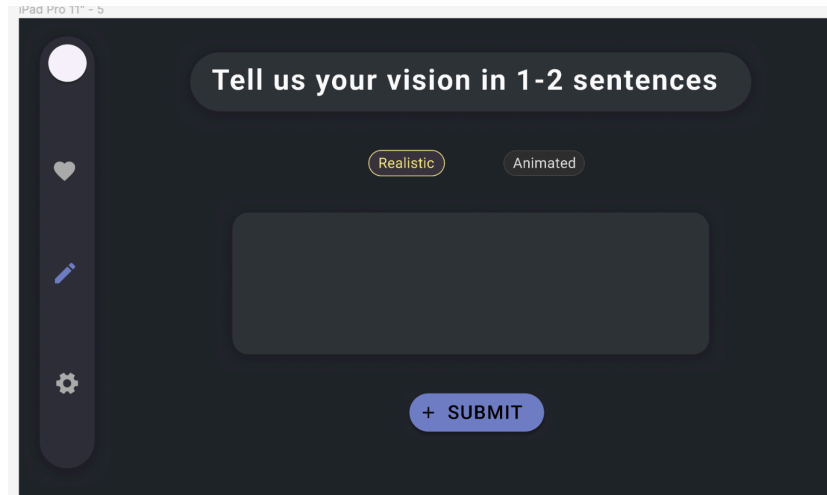 iPad Pro 11" - 5
Tell us your vision in 1-2 sentences
Realistic
Animated
+ SUBMIT